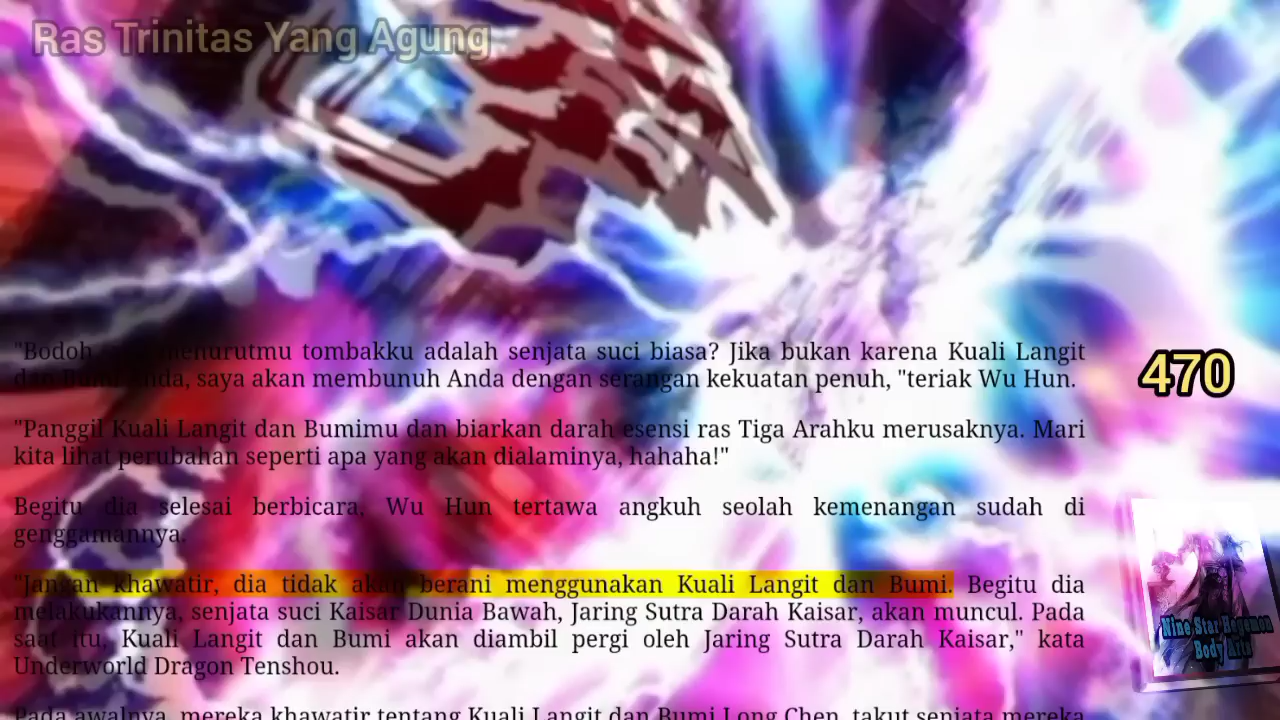 Ras Trinitas Yang Agung
"Bodoh, menurutmu tombakku adalah senjata suci biasa? Jika bukan karena Kuali Langit
dan Bumi Anda, saya akan membunuh Anda dengan serangan kekuatan penuh, "teriak Wu Hun.
"Panggil Kuali Langit dan Bumimu dan biarkan darah esensi ras Tiga Arahku merusaknya. Mari
kita lihat perubahan seperti apa yang akan dialaminya, hahaha!"
Begitu dia selesai berbicara, Wu Hun tertawa angkuh seolah kemenangan sudah di
genggamannya.
"Jangan khawatir, dia tidak akan berani menggunakan Kuali Langit dan Bumi. Begitu dia
melakukannya, senjata suci Kaisar Dunia Bawah, Jaring Sutra Darah Kaisar, akan muncul. Pada
saat itu, Kuali Langit dan Bumi akan diambil pergi oleh Jaring Sutra Darah Kaisar," kata
Underworld Dragon Tenshou.
Pada awalnya, mereka khawatir tentang Kuali Langit dan Bumi Long Chen, takut senjata mereka
470
Nine Star Hegemon
Body Arts